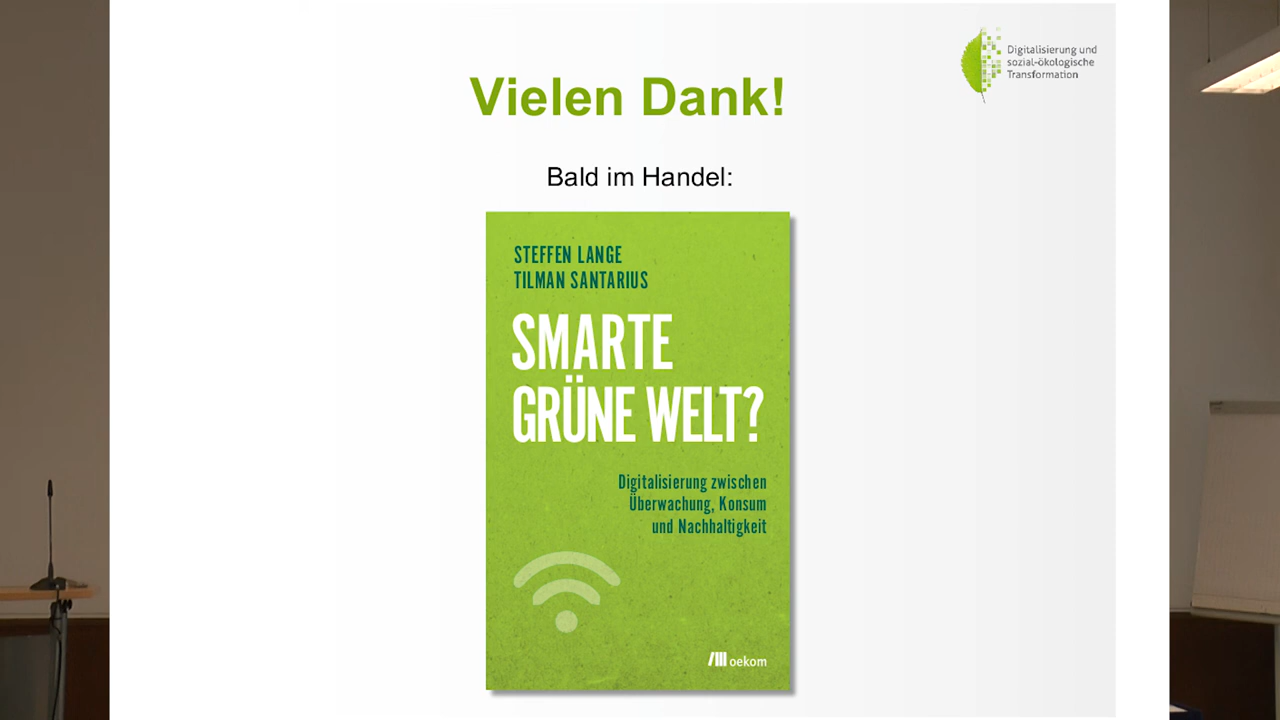 Digitalisierung und
sozial-ökologische
Transformation
Vielen Dank!
Bald im Handel:
STEFFEN LANGE
TILMAN SANTARIUS
SMARTE
GRÜNE WELT?
Digitalisierung zwischen
Überwachung, Konsum
und Nachhaltigkeit
oekom